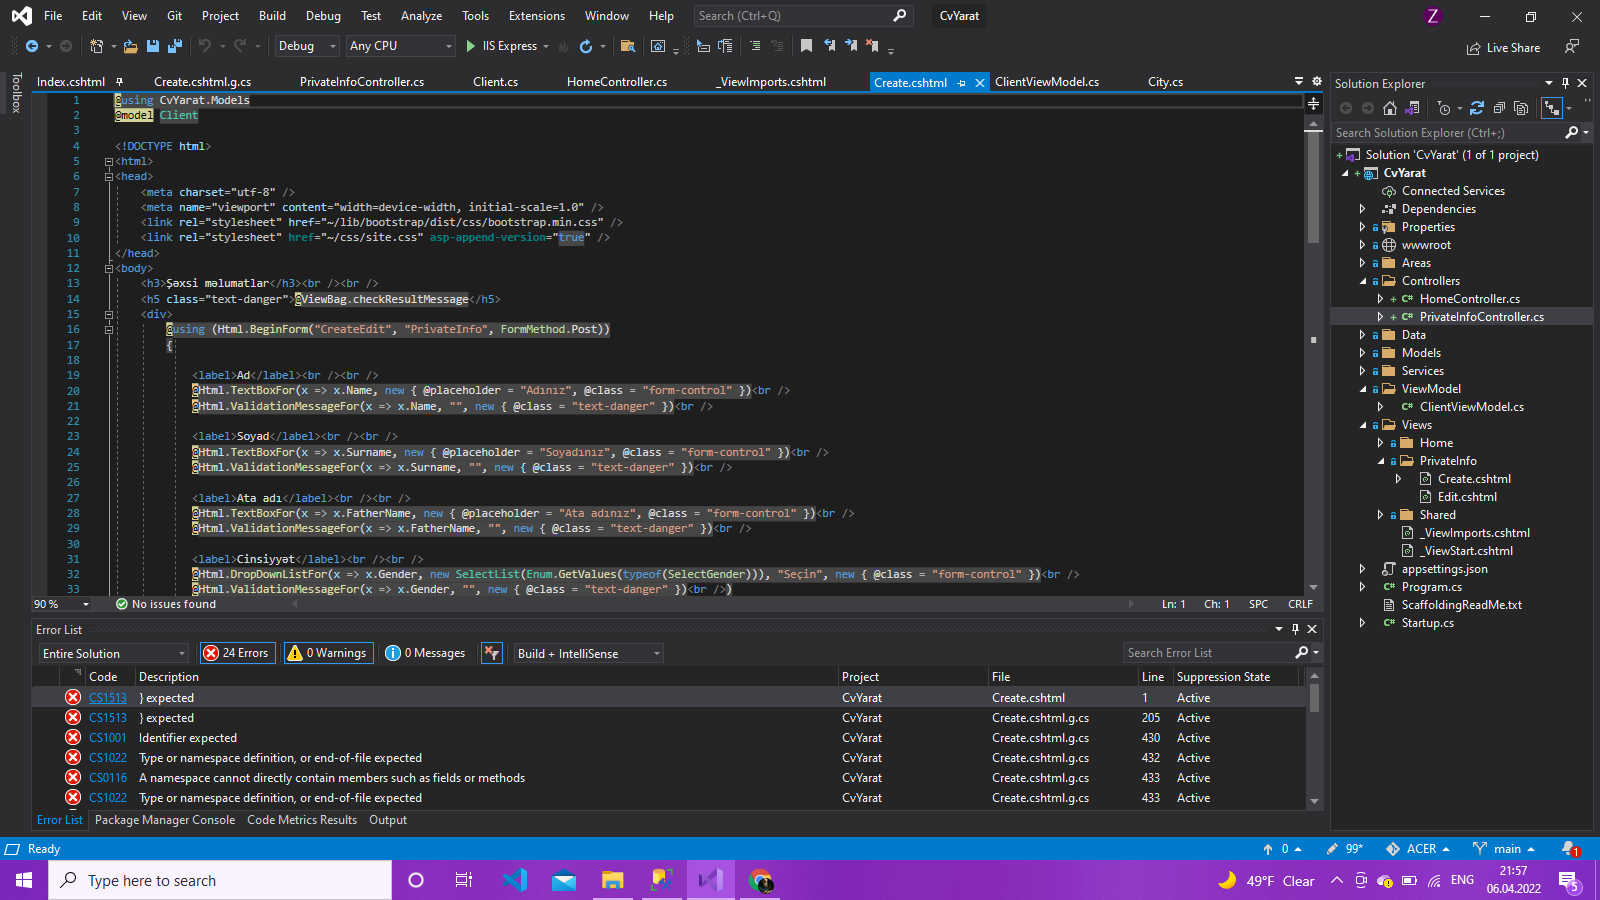 File Edit View Git Project Build Debug Test Analyze Tools Extensions Window Help Search (Ctrl+Q) CvYarat Z
Debug Any CPU IIS Express Live Share
Toolbox
Index.cshtml Create.cshtml.g.cs PrivateInfoController.cs Client.cs HomeController.cs _ViewImports.cshtml Create.cshtml ClientViewModel.cs City.cs
1 @using CvYarat.Models
2 @model Client
3
4 <!DOCTYPE html>
5 <html>
6 <head>
7 <meta charset="utf-8" />
8 <meta name="viewport" content="width=device-width, initial-scale=1.0" />
9 <link rel="stylesheet" href="~/lib/bootstrap/dist/css/bootstrap.min.css" />
10 <link rel="stylesheet" href="~/css/site.css" asp-append-version="true" />
11 </head>
12 <body>
13 <h3>Şəxsi məlumatlar</h3><br /><br />
14 <h5 class="text-danger">@ViewBag.checkResultMessage</h5>
15 <div>
16 @using (Html.BeginForm("CreateEdit", "PrivateInfo", FormMethod.Post))
17 {
18
19 <label>Ad</label><br /><br />
20 @Html.TextBoxFor(x => x.Name, new { @placeholder = "Adınız", @class = "form-control" })<br />
21 @Html.ValidationMessageFor(x => x.Name, "", new { @class = "text-danger" })<br />
22
23 <label>Soyad</label><br /><br />
24 @Html.TextBoxFor(x => x.Surname, new { @placeholder = "Soyadınız", @class = "form-control" })<br />
25 @Html.ValidationMessageFor(x => x.Surname, "", new { @class = "text-danger" })<br />
26
27 <label>Ata adı</label><br /><br />
28 @Html.TextBoxFor(x => x.FatherName, new { @placeholder = "Ata adınız", @class = "form-control" })<br />
29 @Html.ValidationMessageFor(x => x.FatherName, "", new { @class = "text-danger" })<br />
30
31 <label>Cinsiyyət</label><br /><br />
32 @Html.DropDownListFor(x => x.Gender, new SelectList(Enum.GetValues(typeof(SelectGender))), "Seçin", new { @class = "form-control" })<br />
33 @Html.ValidationMessageFor(x => x.Gender, "", new { @class = "text-danger" })<br />)
90 % No issues found Ln: 1 Ch: 1 SPC CRLF
Error List
Entire Solution 24 Errors 0 Warnings 0 Messages Build + IntelliSense Search Error List
Code Description Project File Line Suppression State
CS1513 } expected CvYarat Create.cshtml 1 Active
CS1513 } expected CvYarat Create.cshtml.g.cs 205 Active
CS1001 Identifier expected CvYarat Create.cshtml.g.cs 430 Active
CS1022 Type or namespace definition, or end-of-file expected CvYarat Create.cshtml.g.cs 432 Active
CS0116 A namespace cannot directly contain members such as fields or methods CvYarat Create.cshtml.g.cs 433 Active
CS1022 Type or namespace definition, or end-of-file expected CvYarat Create.cshtml.g.cs 433 Active
Error List Package Manager Console Code Metrics Results Output
Solution Explorer
Search Solution Explorer (Ctrl+;)
Solution 'CvYarat' (1 of 1 project)
CvYarat
Connected Services
Dependencies
Properties
wwwroot
Areas
Controllers
HomeController.cs
PrivateInfoController.cs
Data
Models
Services
ViewModel
ClientViewModel.cs
Views
Home
PrivateInfo
Create.cshtml
Edit.cshtml
Shared
_ViewImports.cshtml
_ViewStart.cshtml
appsettings.json
Program.cs
ScaffoldingReadMe.txt
Startup.cs
Ready 0 99* ACER main 1
Type here to search 49°F Clear ENG 21:57
06.04.2022 5